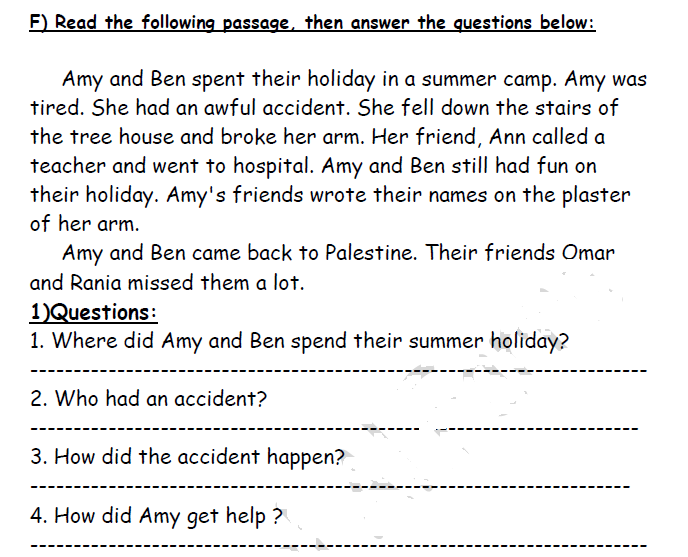 F) Read the following passage, then answer the questions below:
Amy and Ben spent their holiday in a summer camp. Amy was
tired. She had an awful accident. She fell down the stairs of
the tree house and broke her arm. Her friend, Ann called a
teacher and went to hospital. Amy and Ben still had fun on
their holiday. Amy's friends wrote their names on the plaster
of her arm.
Amy and Ben came back to Palestine. Their friends Omar
and Rania missed them a lot.
1)Questions:
1. Where did Amy and Ben spend their summer holiday?
2. Who had an accident?
3. How did the accident happen?
4. How did Amy get help ?